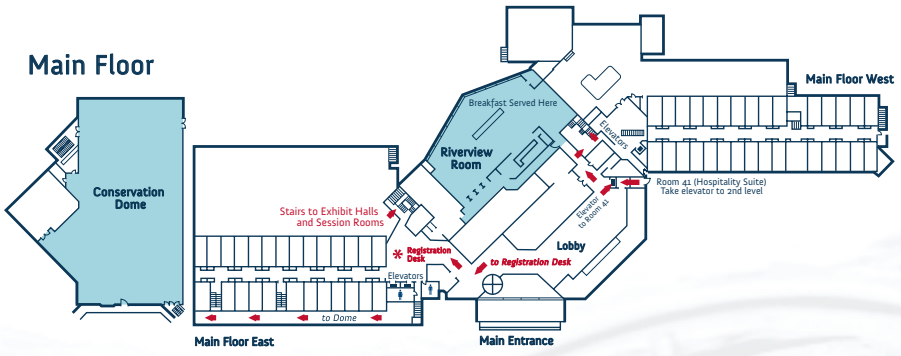 Main Floor
Main Floor West
Breakfast Served Here
Elevators
Riverview
Room
Conservation
Dome
Room 41 (Hospitality Suite)
Take elevator to 2nd level
Elevator
to Room 41
Stairs to Exhibit Halls
and Session Rooms
Lobby
* Registration
Desk
to Registration Desk
Elevators
to Dome
Main Floor East
Main Entrance